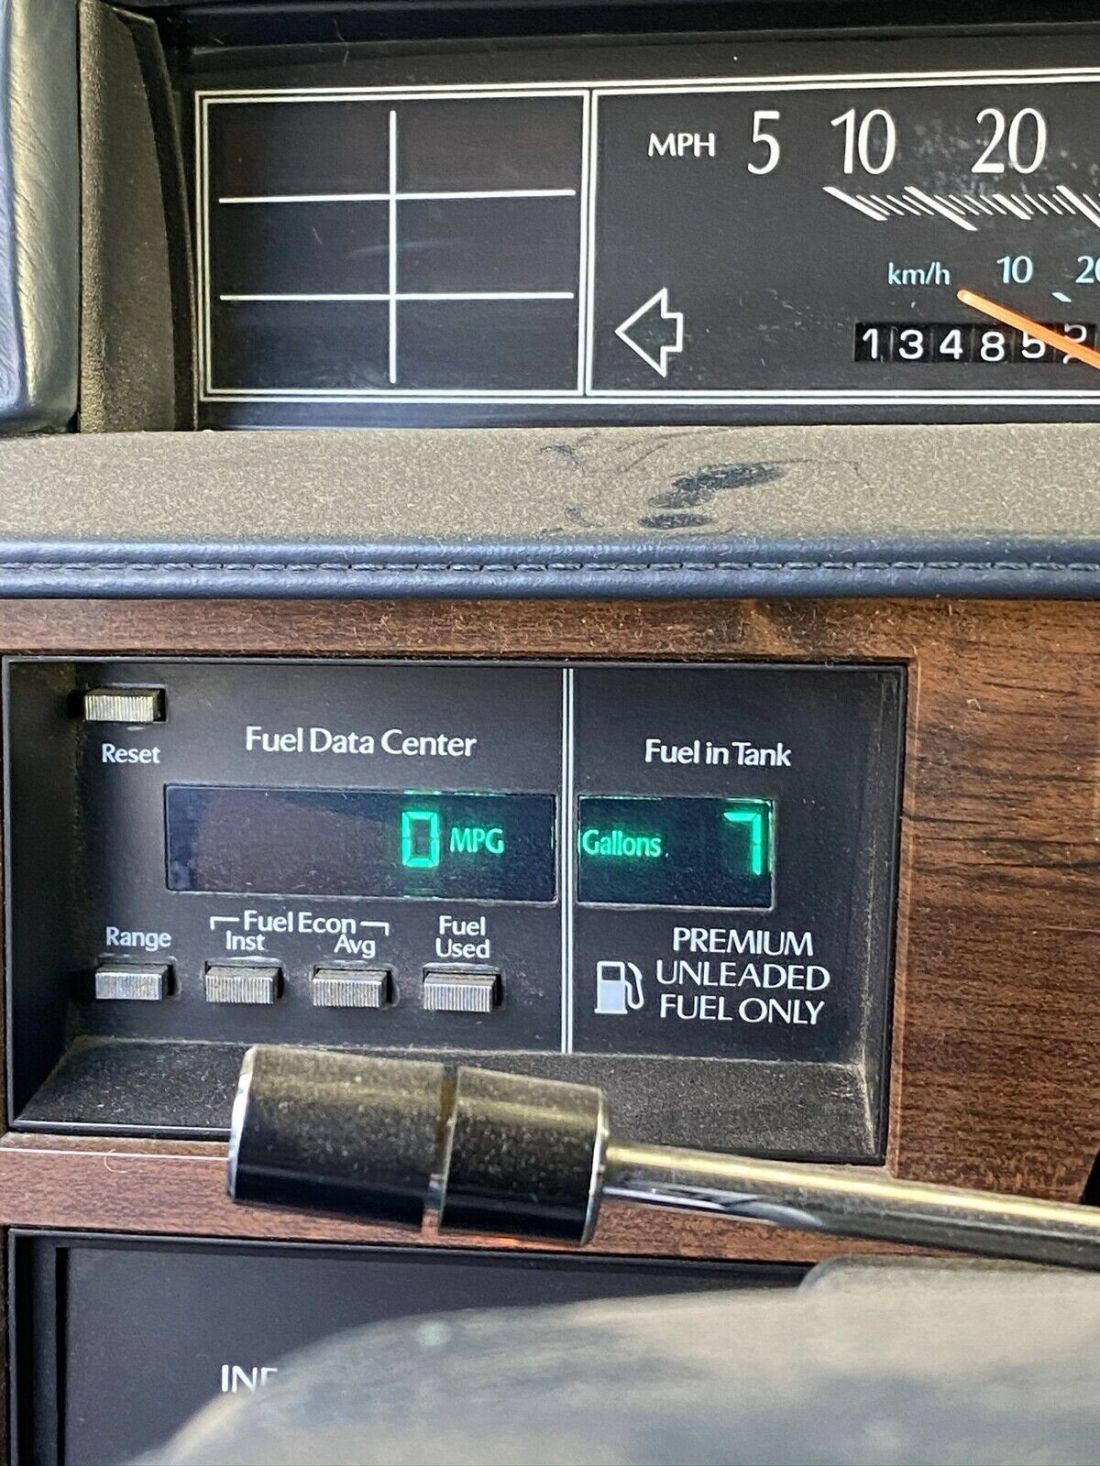 MPH 5 10 20
km/h 10 20
13485
Reset
Fuel Data Center
Fuel in Tank
0 MPG
Gallons 7
Range
Fuel Econ
Inst Avg
Fuel
Used
PREMIUM
UNLEADED
FUEL ONLY